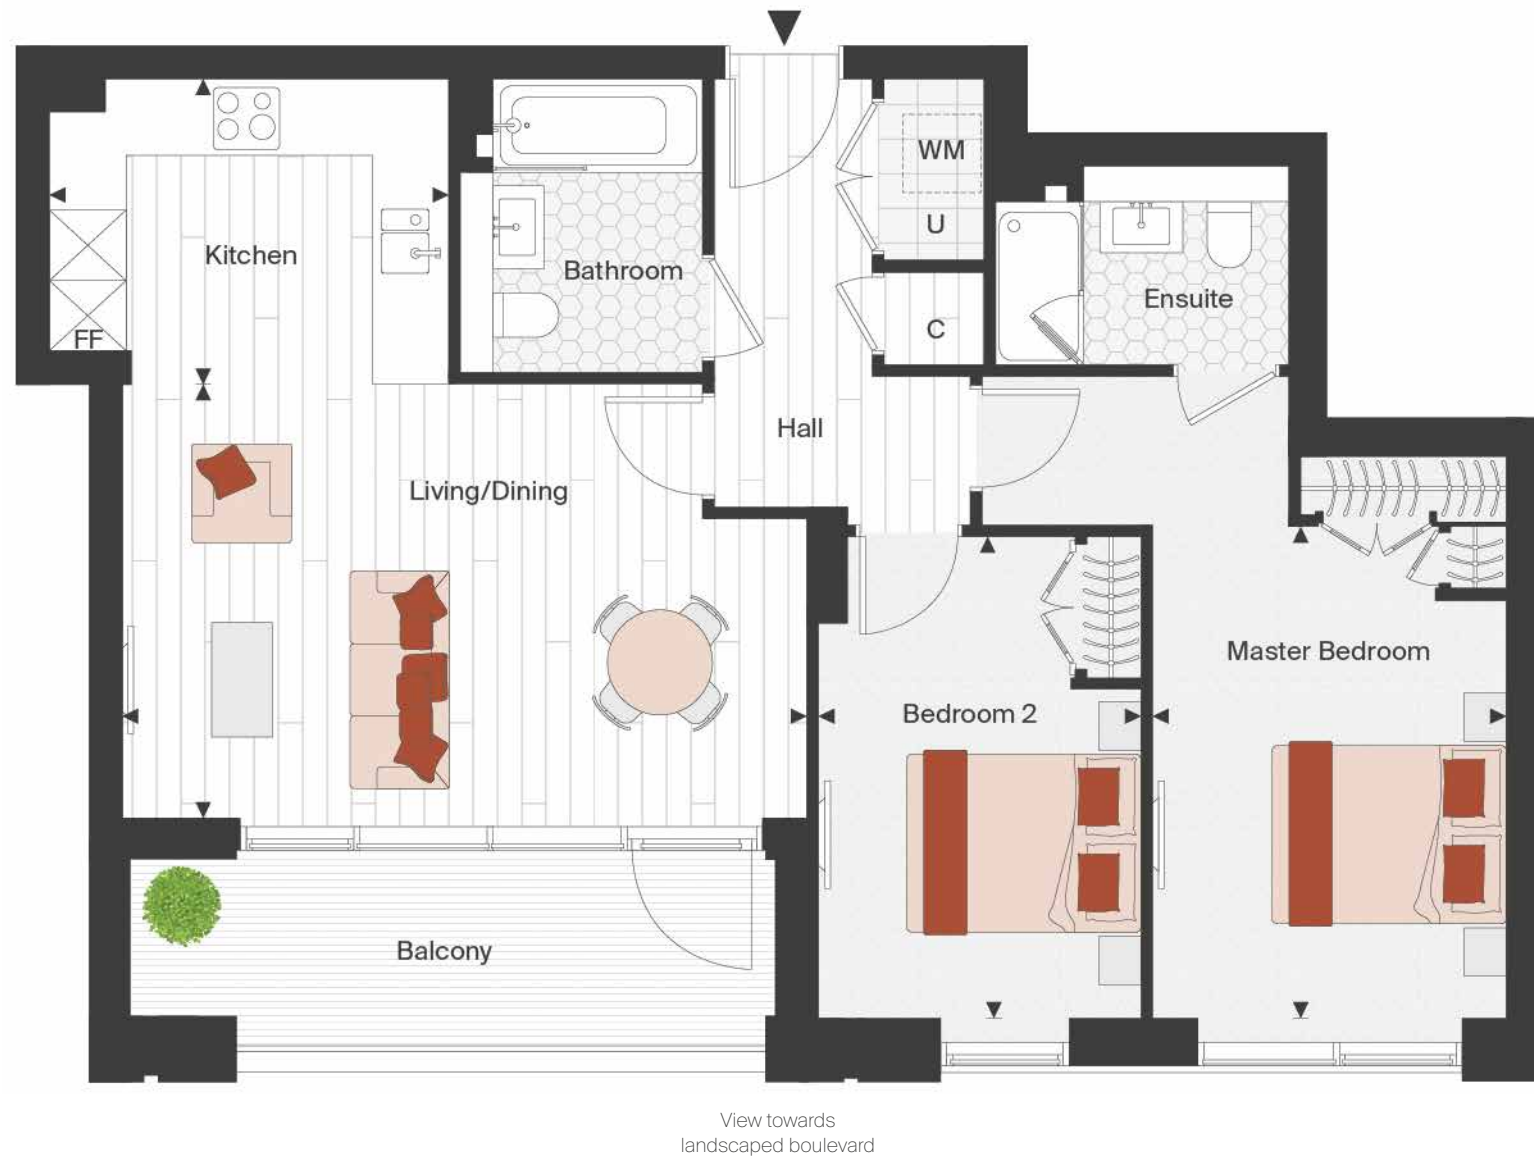 WM
U
Kitchen
Bathroom
Ensuite
FF
C
Hall
Living/Dining
Master Bedroom
Bedroom 2
Balcony
View towards
landscaped boulevard